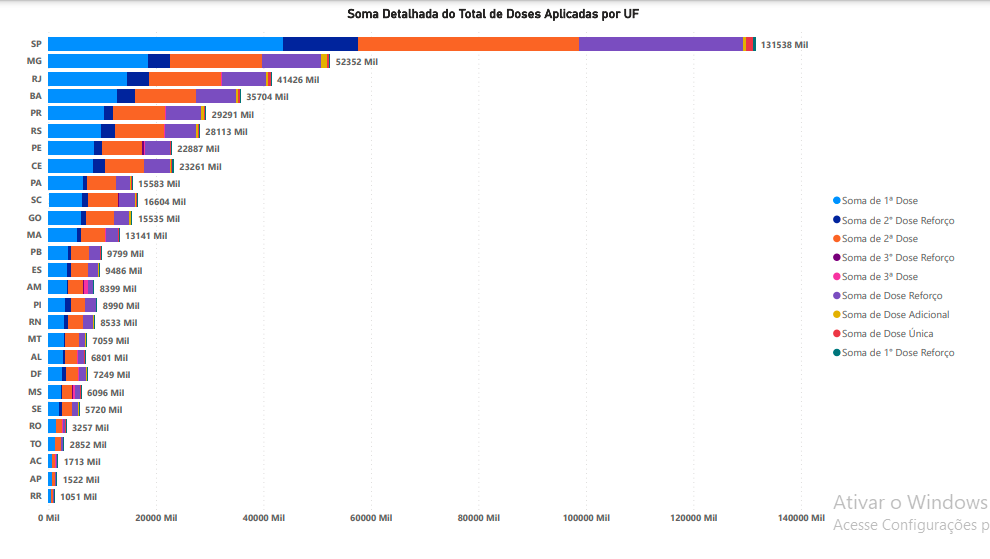 Soma Detalhada do Total de Doses Aplicadas por UF
SP 131538 Mil
MG 52352 Mil
RJ 41426 Mil
BA 35704 Mil
PR 29291 Mil
RS 28113 Mil
PE 22887 Mil
CE 23261 Mil
PA 15583 Mil
SC 16604 Mil
GO 15535 Mil
MA 13141 Mil
PB 9799 Mil
ES 9486 Mil
AM 8399 Mil
PI 8990 Mil
RN 8533 Mil
MT 7059 Mil
AL 6801 Mil
DF 7249 Mil
MS 6096 Mil
SE 5720 Mil
RO 3257 Mil
TO 2852 Mil
AC 1713 Mil
AP 1522 Mil
RR 1051 Mil
0 Mil 20000 Mil 40000 Mil 60000 Mil 80000 Mil 100000 Mil 120000 Mil 140000 Mil
Soma de 1ª Dose
Soma de 2° Dose Reforço
Soma de 2ª Dose
Soma de 3° Dose Reforço
Soma de 3ª Dose
Soma de Dose Reforço
Soma de Dose Adicional
Soma de Dose Única
Soma de 1° Dose Reforço
Ativar o Windows
Acesse Configurações p